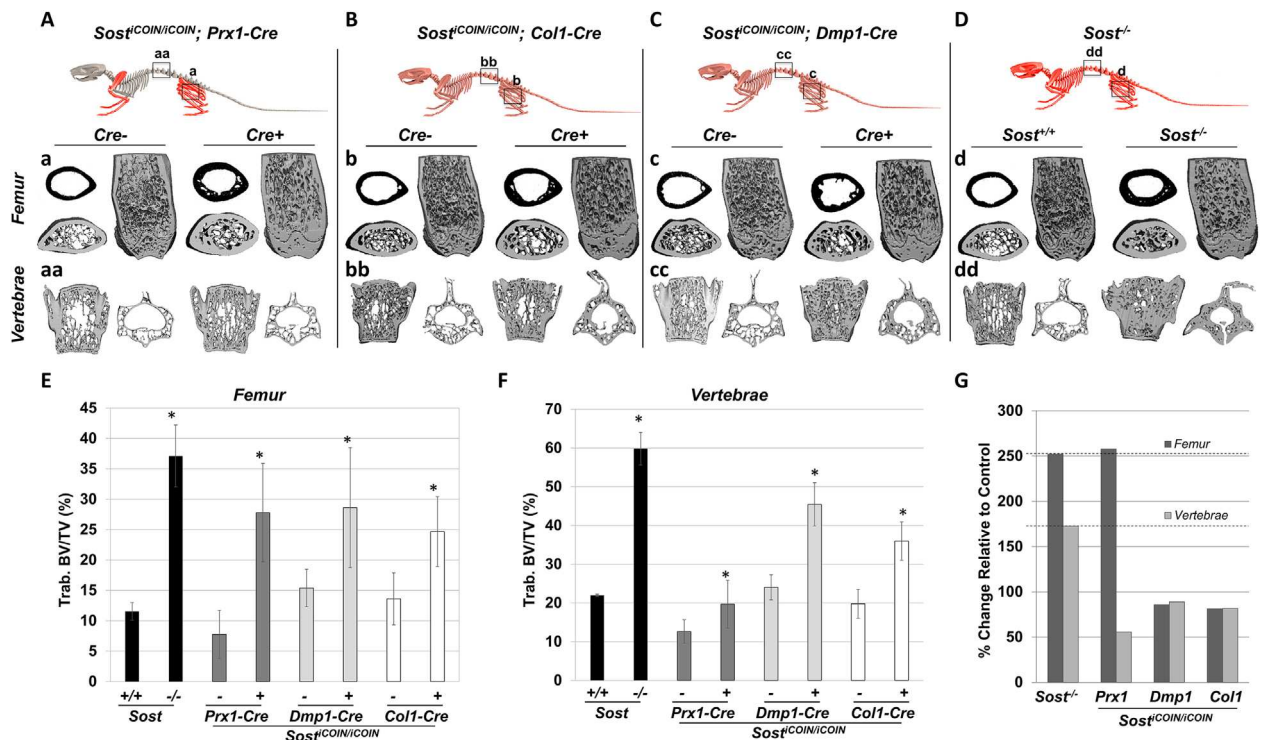 A
Sost^iCOIN/iCOIN; Prx1-Cre
aa
a
Cre-
Cre+
B
Sost^iCOIN/iCOIN; Col1-Cre
bb
b
Cre-
Cre+
C
Sost^iCOIN/iCOIN; Dmp1-Cre
cc
c
Cre-
Cre+
D
Sost^-/-
dd
d
Sost^+/+
Sost^-/-
Femur
a
b
c
d
Vertebrae
aa
bb
cc
dd
E
Femur
Trab. BV/TV (%)
45
40
35
30
25
20
15
10
5
0
*
*
*
*
+/+ -/- - + - + - +
Sost Prx1-Cre Dmp1-Cre Col1-Cre
Sost^iCOIN/iCOIN
F
Vertebrae
Trab. BV/TV (%)
70
60
50
40
30
20
10
0
*
*
*
*
+/+ -/- - + - + - +
Sost Prx1-Cre Dmp1-Cre Col1-Cre
Sost^iCOIN/iCOIN
G
% Change Relative to Control
300
250
200
150
100
50
0
Femur
Vertebrae
Sost^-/- Prx1 Dmp1 Col1
Sost^iCOIN/iCOIN